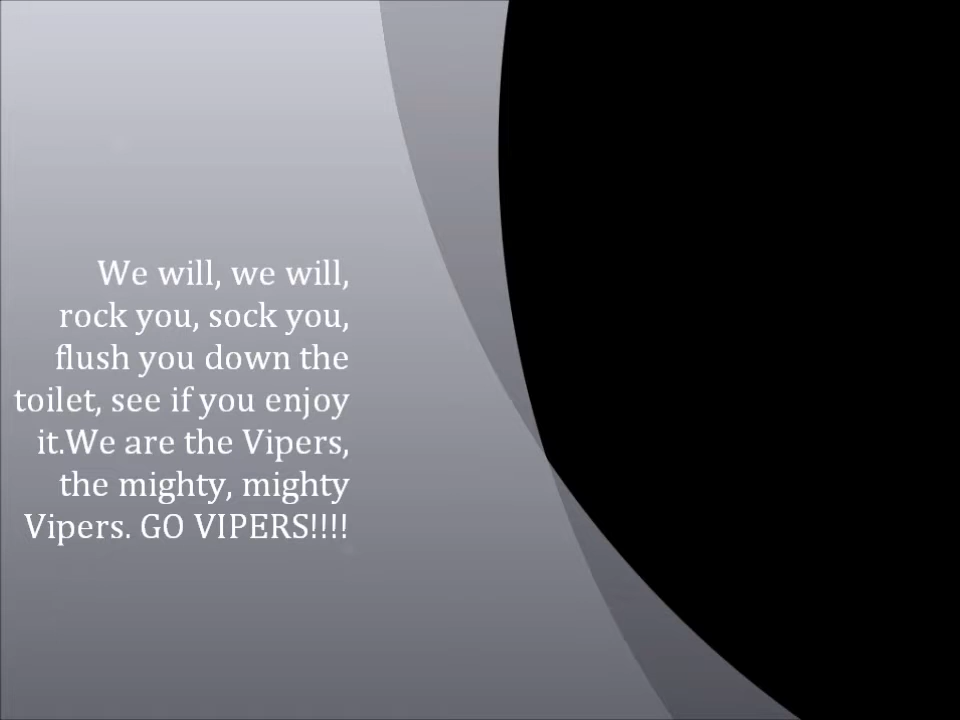 We will, we will,
rock you, sock you,
flush you down the
toilet, see if you enjoy
it.We are the Vipers,
the mighty, mighty
Vipers. GO VIPERS!!!!